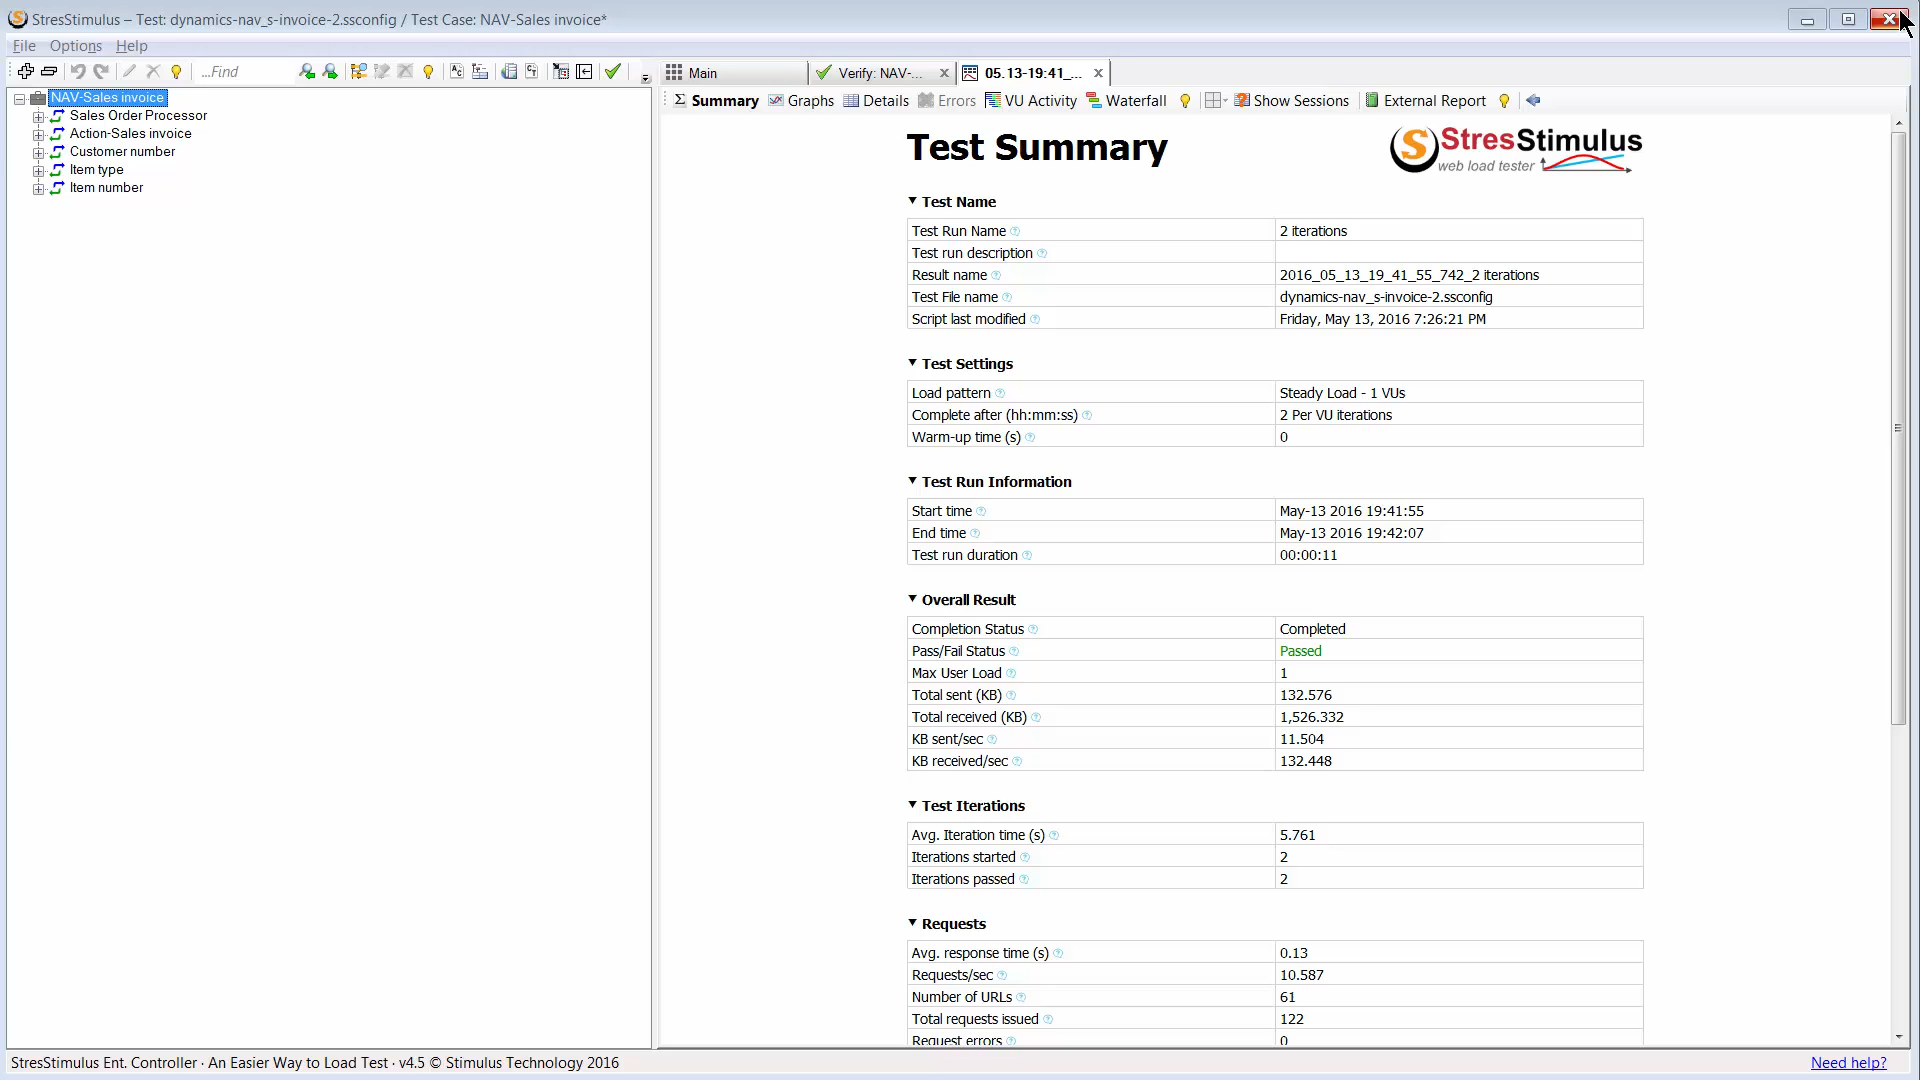 StresStimulus – Test: dynamics-nav_s-invoice-2.ssconfig / Test Case: NAV-Sales invoice*
File Options Help
...Find
Main
Verify: NAV-...
05.13-19:41_...
Summary Graphs Details Errors VU Activity Waterfall Show Sessions External Report
NAV-Sales invoice
Sales Order Processor
Action-Sales invoice
Customer number
Item type
Item number
Test Summary
StresStimulus
web load tester
Test Name
Test Run Name 2 iterations
Test run description
Result name 2016_05_13_19_41_55_742_2 iterations
Test File name dynamics-nav_s-invoice-2.ssconfig
Script last modified Friday, May 13, 2016 7:26:21 PM
Test Settings
Load pattern Steady Load - 1 VUs
Complete after (hh:mm:ss) 2 Per VU iterations
Warm-up time (s) 0
Test Run Information
Start time May-13 2016 19:41:55
End time May-13 2016 19:42:07
Test run duration 00:00:11
Overall Result
Completion Status Completed
Pass/Fail Status Passed
Max User Load 1
Total sent (KB) 132.576
Total received (KB) 1,526.332
KB sent/sec 11.504
KB received/sec 132.448
Test Iterations
Avg. Iteration time (s) 5.761
Iterations started 2
Iterations passed 2
Requests
Avg. response time (s) 0.13
Requests/sec 10.587
Number of URLs 61
Total requests issued 122
Request errors 0
StresStimulus Ent. Controller · An Easier Way to Load Test · v4.5 © Stimulus Technology 2016
Need help?